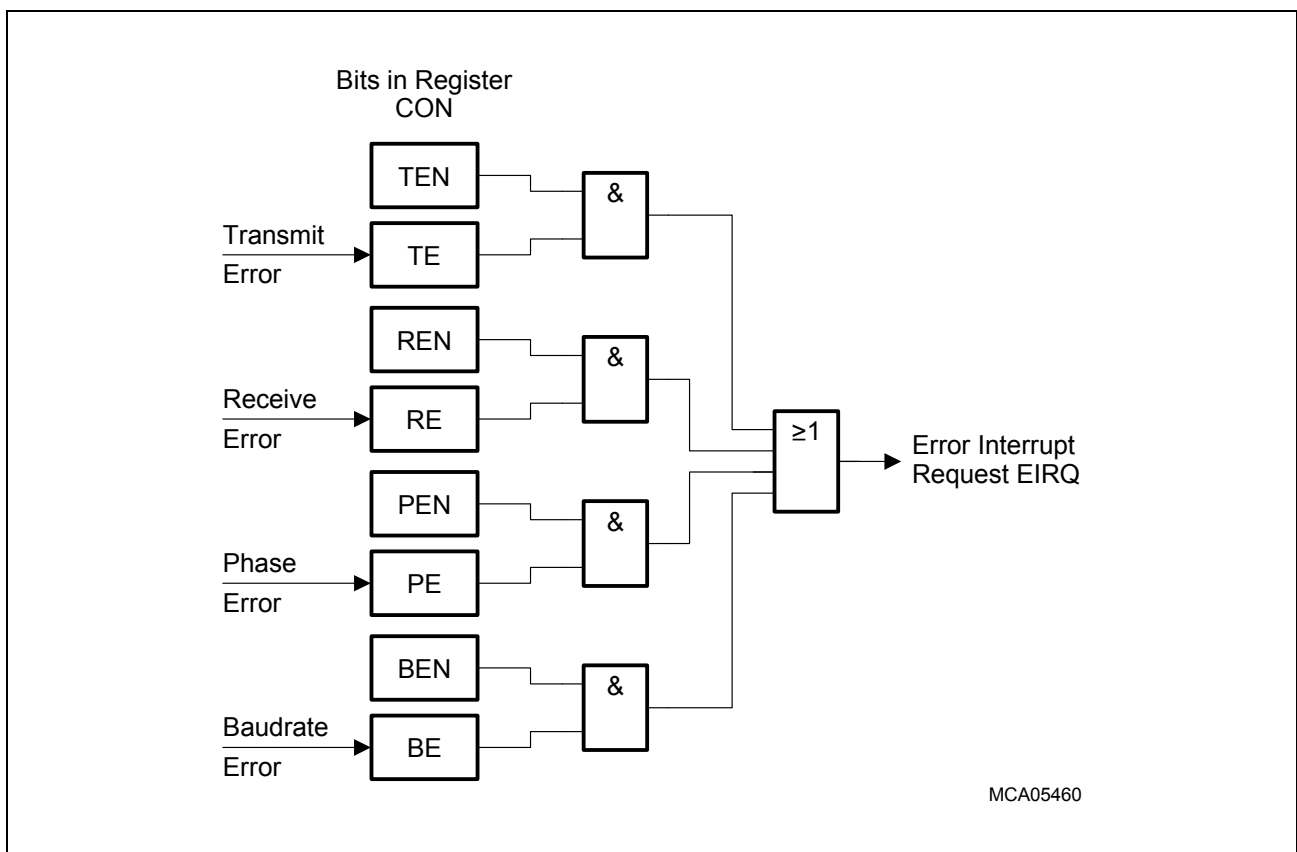 Bits in Register
CON
TEN
&
Transmit
Error
TE
REN
&
Receive
Error
RE
≥1
Error Interrupt
Request EIRQ
PEN
&
Phase
Error
PE
BEN
&
Baudrate
Error
BE
MCA05460